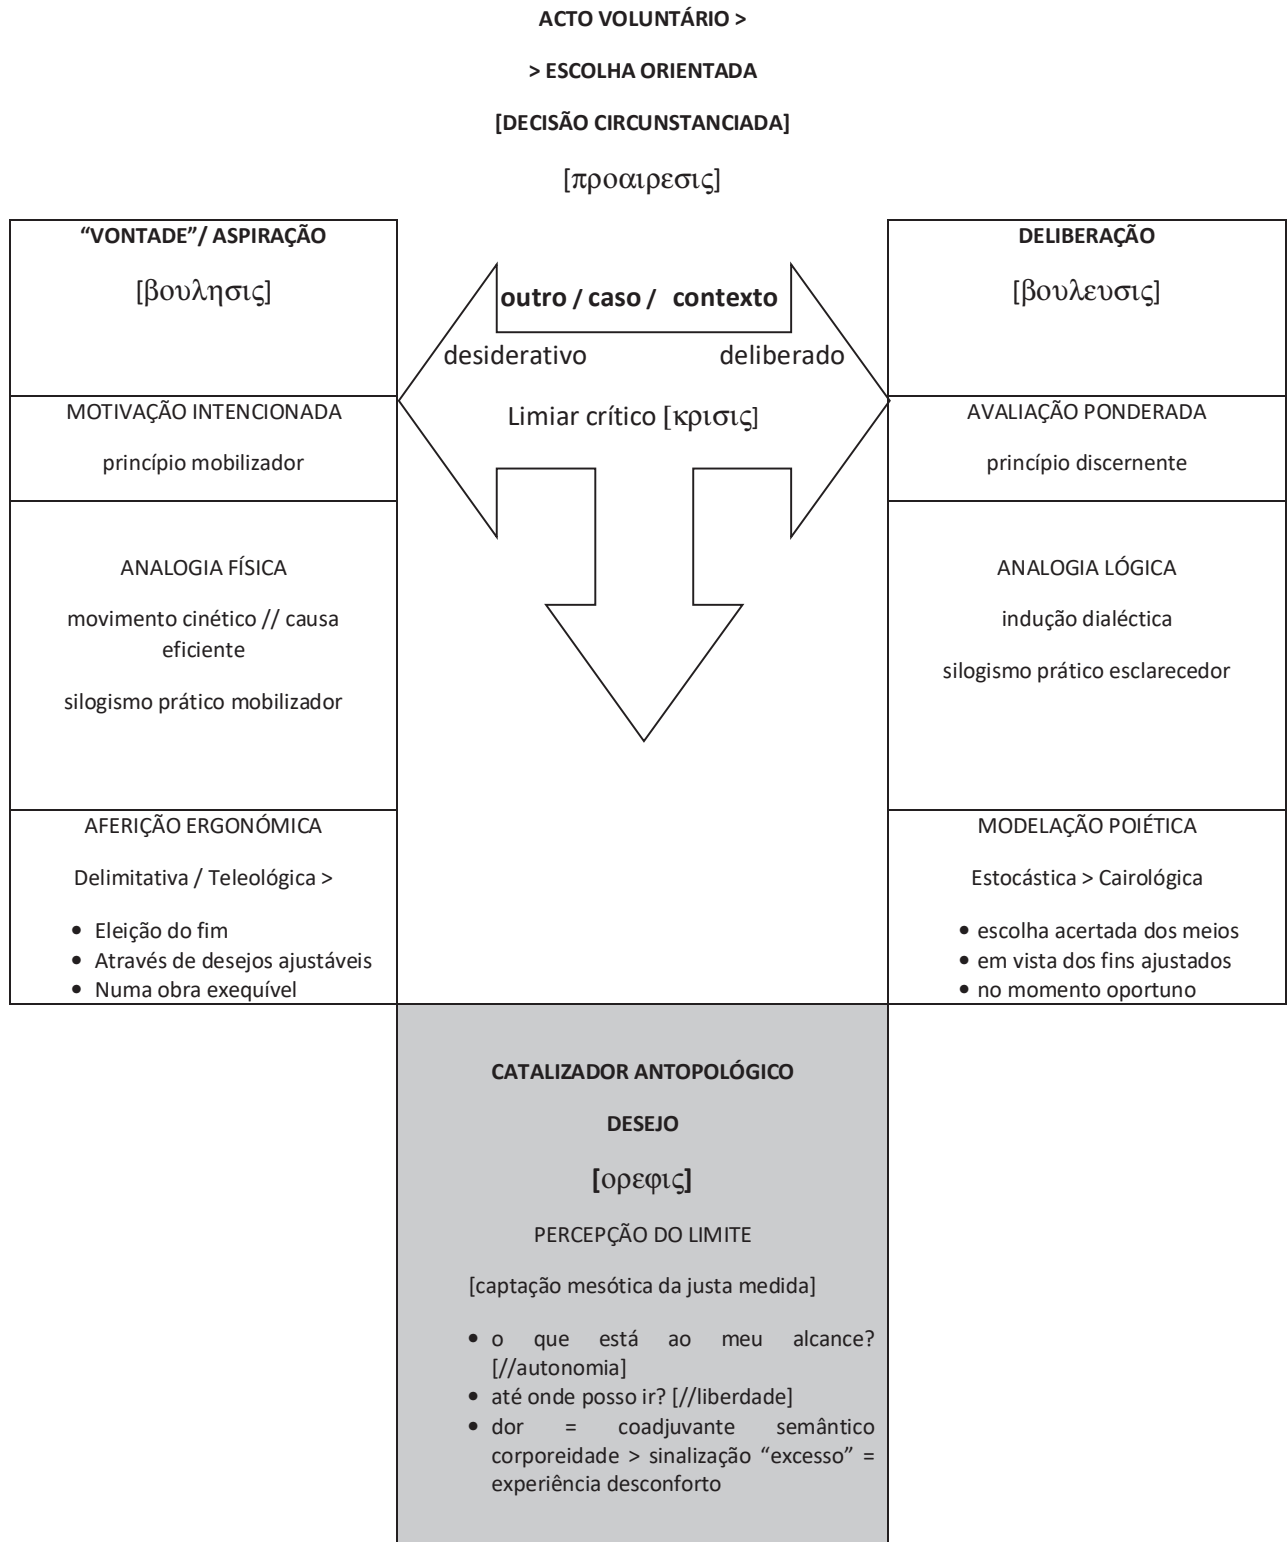 ACTO VOLUNTÁRIO >
> ESCOLHA ORIENTADA
[DECISÃO CIRCUNSTANCIADA]
[προαιρεσις]
“VONTADE”/ ASPIRAÇÃO
[βουλησις]
MOTIVAÇÃO INTENCIONADA
princípio mobilizador
ANALOGIA FÍSICA
movimento cinético // causa
eficiente
silogismo prático mobilizador
AFERIÇÃO ERGONÓMICA
Delimitativa / Teleológica >
• Eleição do fim
• Através de desejos ajustáveis
• Numa obra exequível
outro / caso / contexto
desiderativo deliberado
Limiar crítico [κρισις]
DELIBERAÇÃO
[βουλευσις]
AVALIAÇÃO PONDERADA
princípio discernente
ANALOGIA LÓGICA
indução dialéctica
silogismo prático esclarecedor
MODELAÇÃO POIÉTICA
Estocástica > Cairológica
• escolha acertada dos meios
• em vista dos fins ajustados
• no momento oportuno
CATALIZADOR ANTOPOLÓGICO
DESEJO
[ορεφις]
PERCEPÇÃO DO LIMITE
[captação mesótica da justa medida]
• o que está ao meu alcance?
[//autonomia]
• até onde posso ir? [//liberdade]
• dor = coadjuvante semântico
corporeidade > sinalização “excesso” =
experiência desconforto